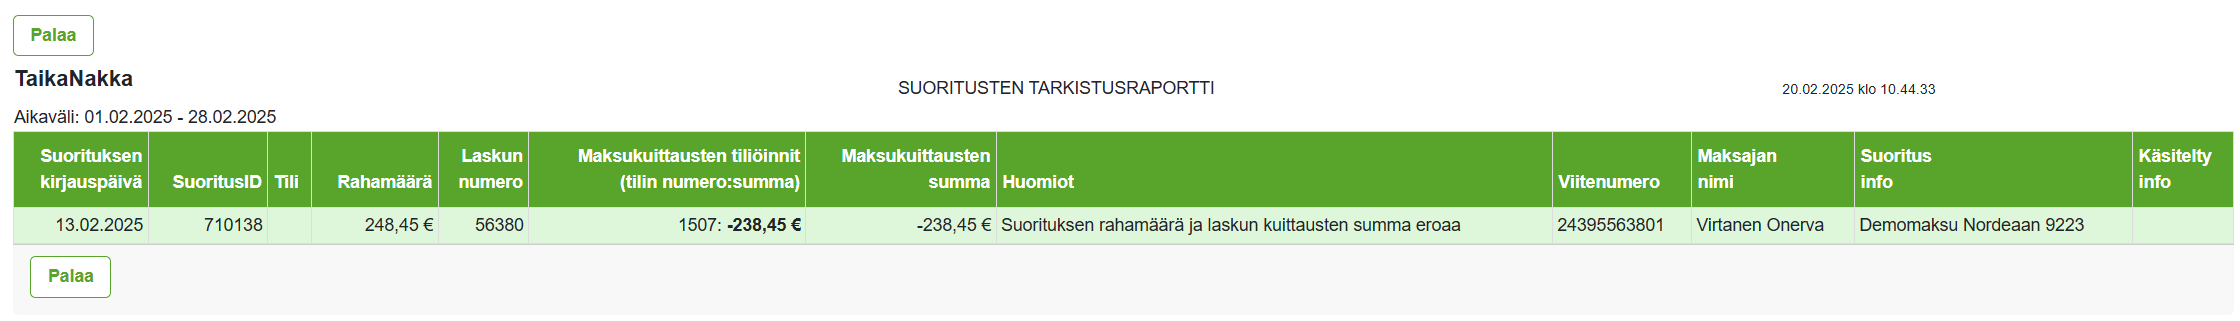 Palaa
TaikaNakka
SUORITUSTEN TARKISTUSRAPORTTI
20.02.2025 klo 10.44.33
Aikaväli: 01.02.2025 - 28.02.2025
Suorituksen kirjauspäivä SuoritusID Tili Rahamäärä Laskun numero Maksukuittausten tiliöinnit (tilin numero:summa) Maksukuittausten summa Huomiot Viitenumero Maksajan nimi Suoritus info Käsitelty info
13.02.2025 710138 248,45 € 56380 1507: -238,45 € -238,45 € Suorituksen rahamäärä ja laskun kuittausten summa eroaa 24395563801 Virtanen Onerva Demomaksu Nordeaan 9223
Palaa